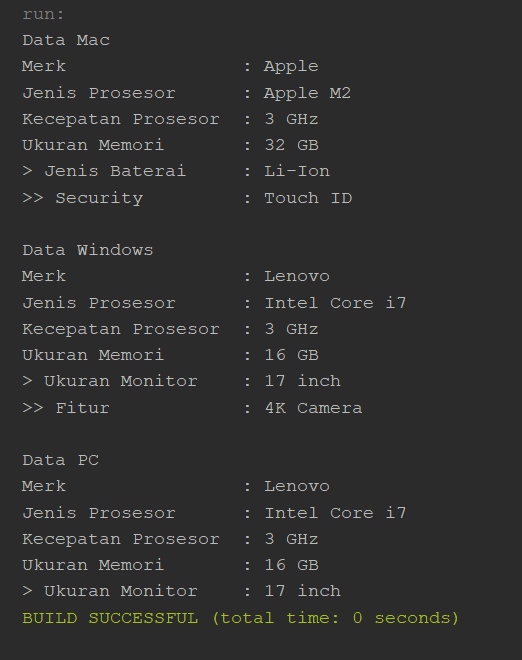 run:
Data Mac
Merk                : Apple
Jenis Prosesor      : Apple M2
Kecepatan Prosesor  : 3 GHz
Ukuran Memori       : 32 GB
> Jenis Baterai     : Li-Ion
>> Security         : Touch ID

Data Windows
Merk                : Lenovo
Jenis Prosesor      : Intel Core i7
Kecepatan Prosesor  : 3 GHz
Ukuran Memori       : 16 GB
> Ukuran Monitor    : 17 inch
>> Fitur            : 4K Camera

Data PC
Merk                : Lenovo
Jenis Prosesor      : Intel Core i7
Kecepatan Prosesor  : 3 GHz
Ukuran Memori       : 16 GB
> Ukuran Monitor    : 17 inch
BUILD SUCCESSFUL (total time: 0 seconds)